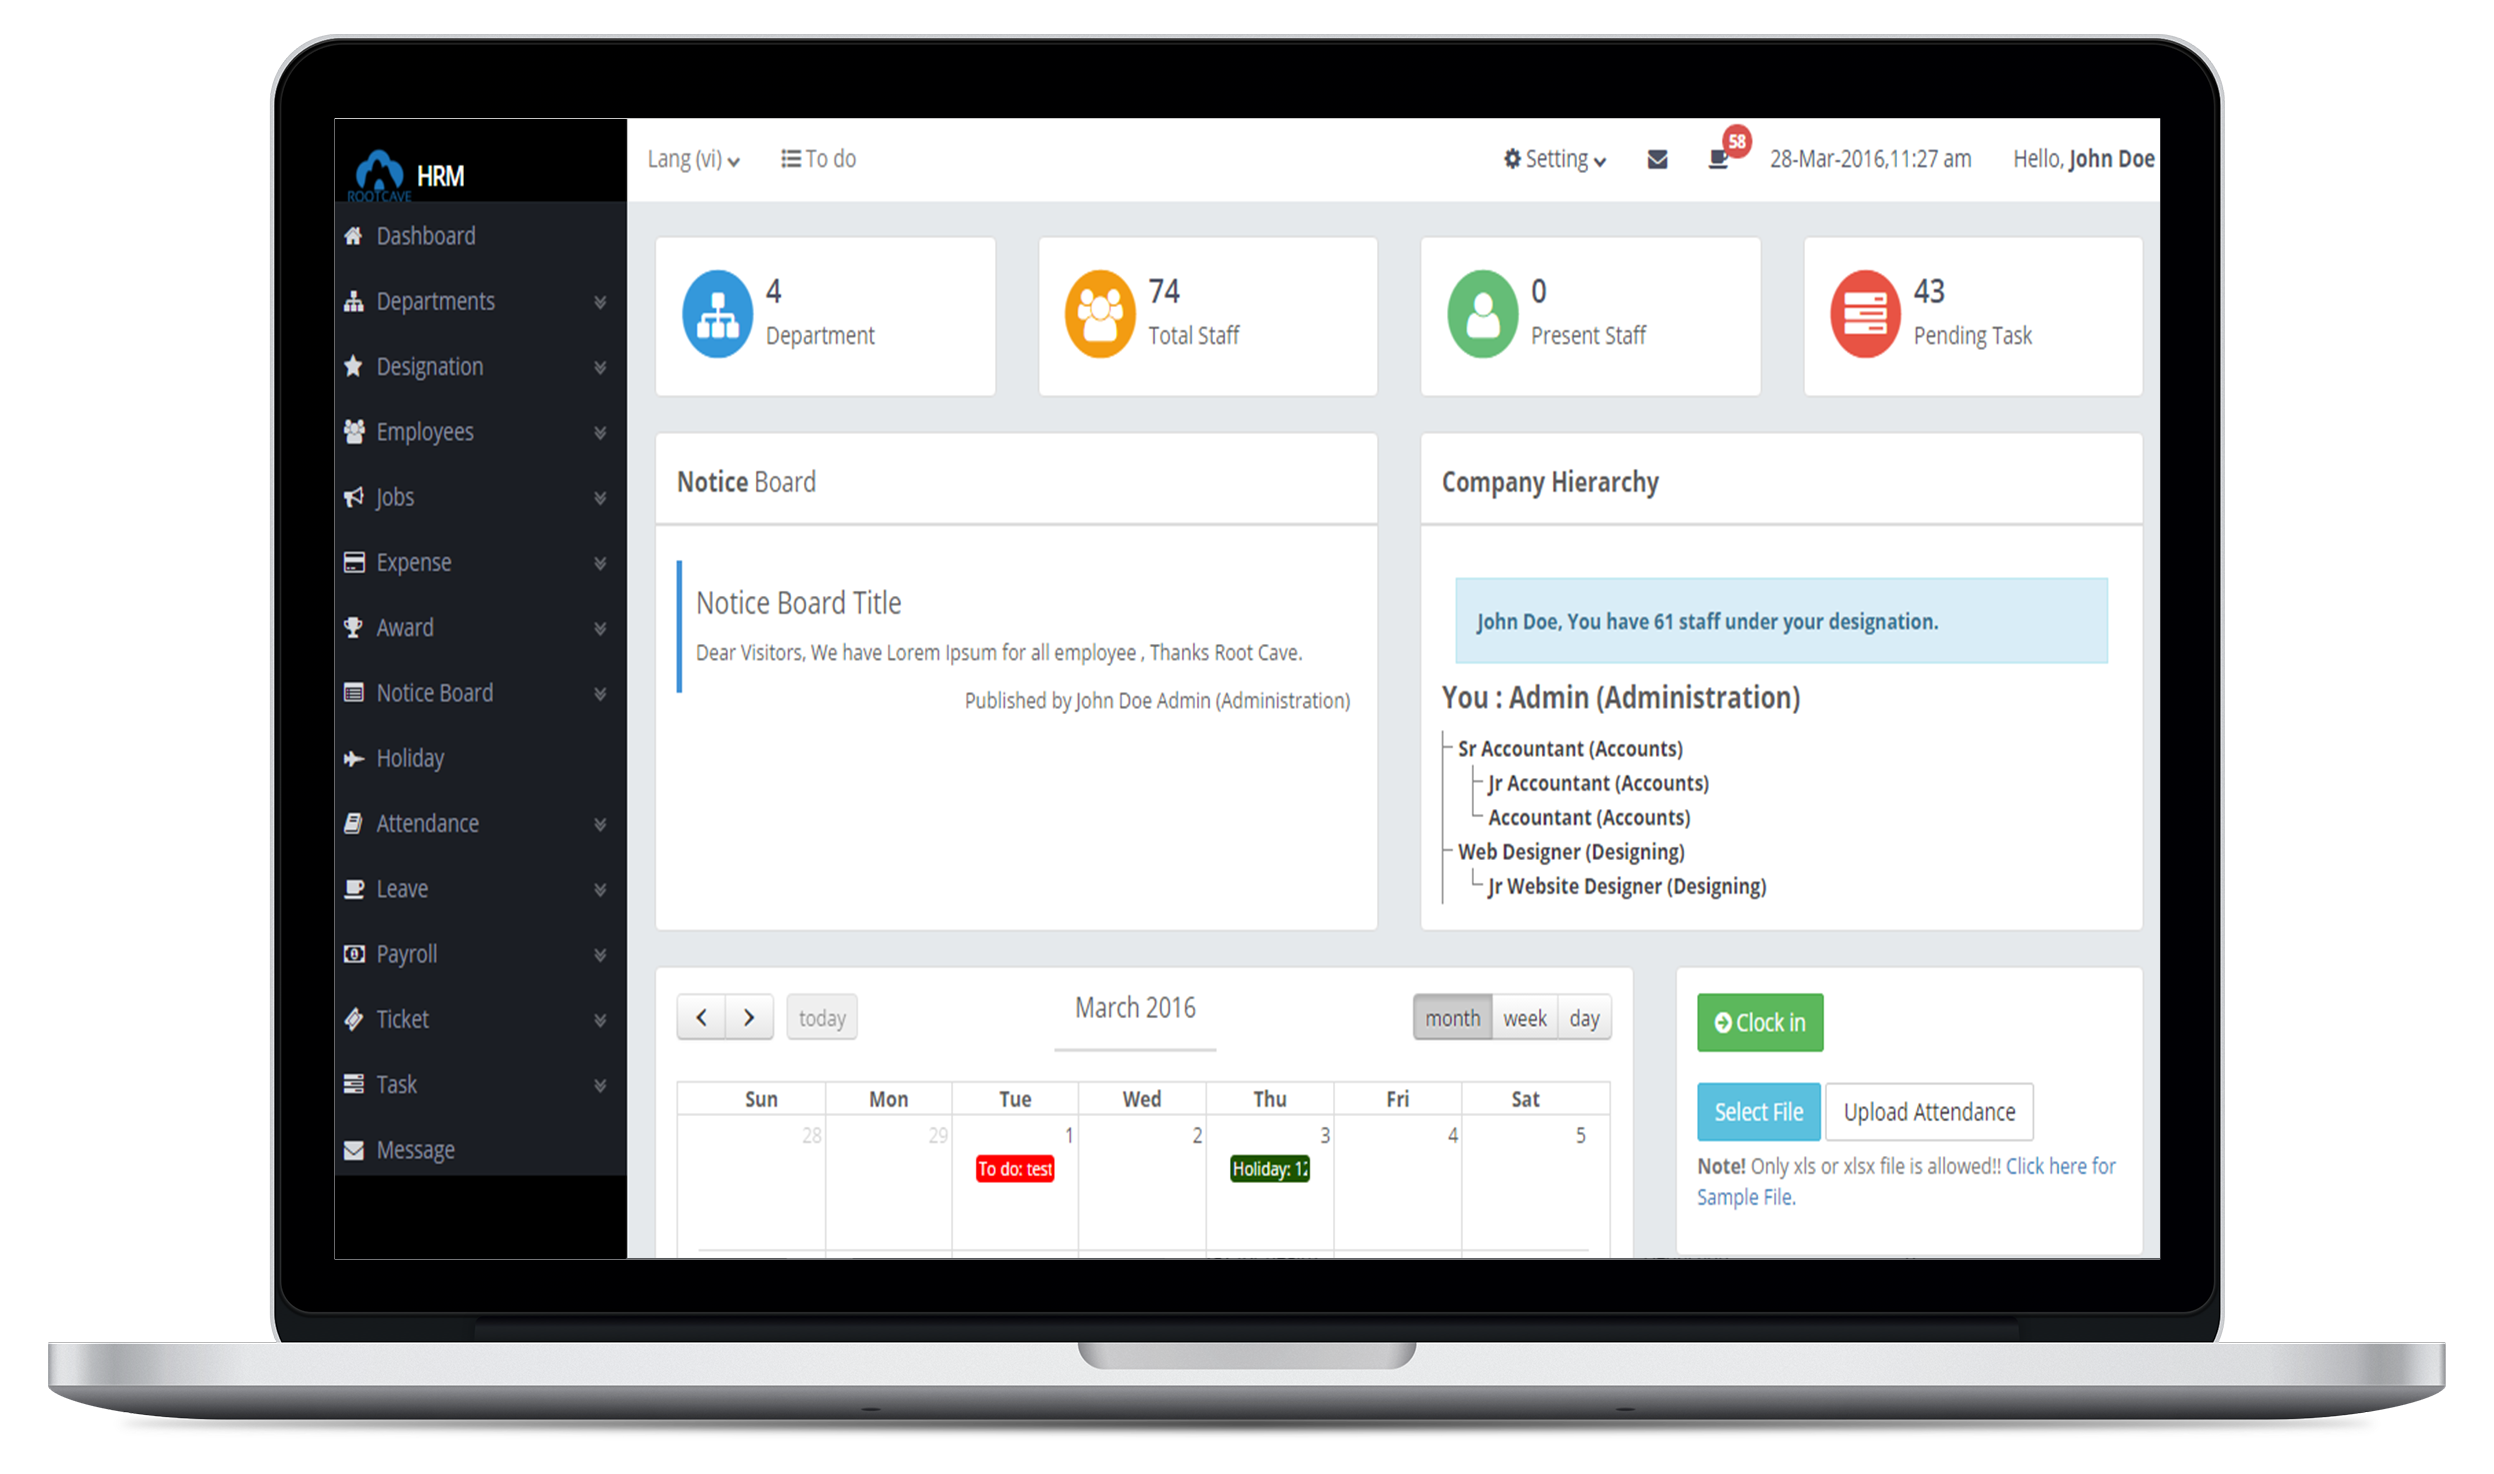 ROOTCAVE
HRM
Lang (vi)
To do
Setting
58
28-Mar-2016,11:27 am
Hello, John Doe
Dashboard
Departments
Designation
Employees
Jobs
Expense
Award
Notice Board
Holiday
Attendance
Leave
Payroll
Ticket
Task
Message
4
Department
74
Total Staff
0
Present Staff
43
Pending Task
Notice Board
Notice Board Title
Dear Visitors, We have Lorem Ipsum for all employee , Thanks Root Cave.
Published by John Doe Admin (Administration)
Company Hierarchy
John Doe, You have 61 staff under your designation.
You : Admin (Administration)
Sr Accountant (Accounts)
Jr Accountant (Accounts)
Accountant (Accounts)
Web Designer (Designing)
Jr Website Designer (Designing)
today
March 2016
month week day
Sun Mon Tue Wed Thu Fri Sat
28 29 1 2 3 4 5
To do: test
Holiday: 12
Clock in
Select File
Upload Attendance
Note! Only xls or xlsx file is allowed!! Click here for
Sample File.